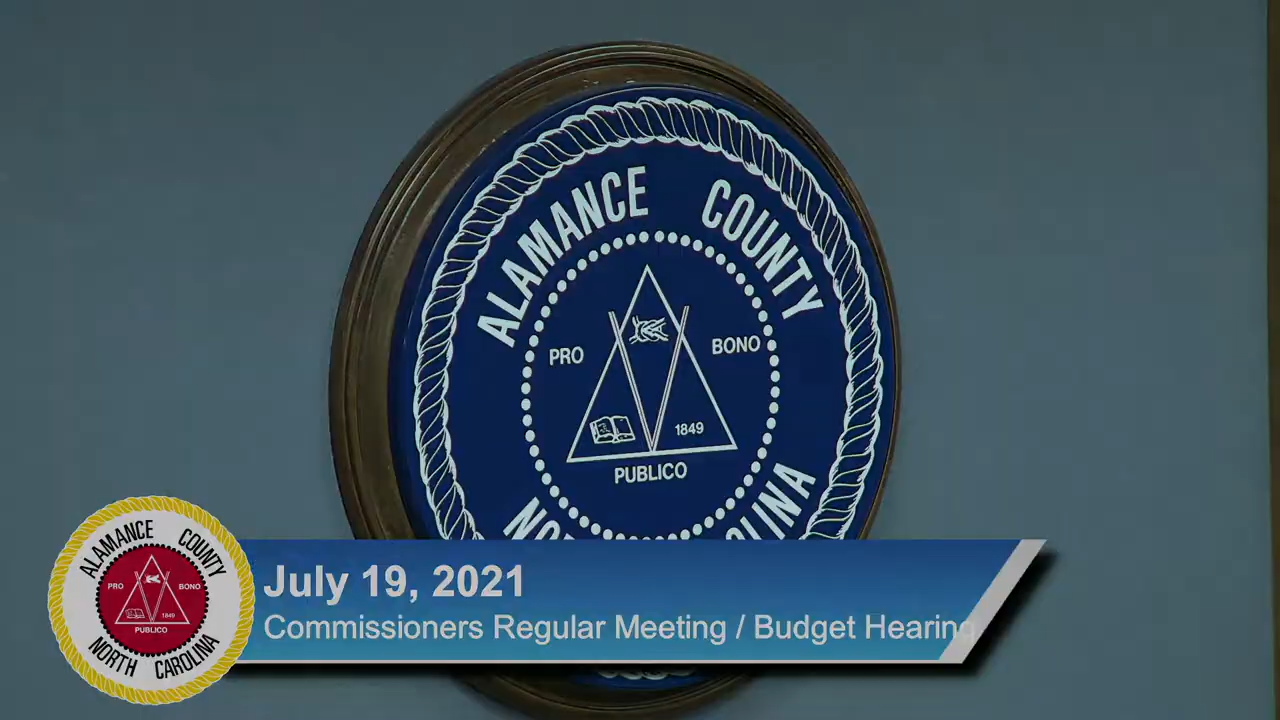 ALAMANCE COUNTY
PRO BONO
1849
PUBLICO
July 19, 2021
Commissioners Regular Meeting / Budget Hearing
ALAMANCE COUNTY
PRO BONO
1849
PUBLICO
NORTH CAROLINA